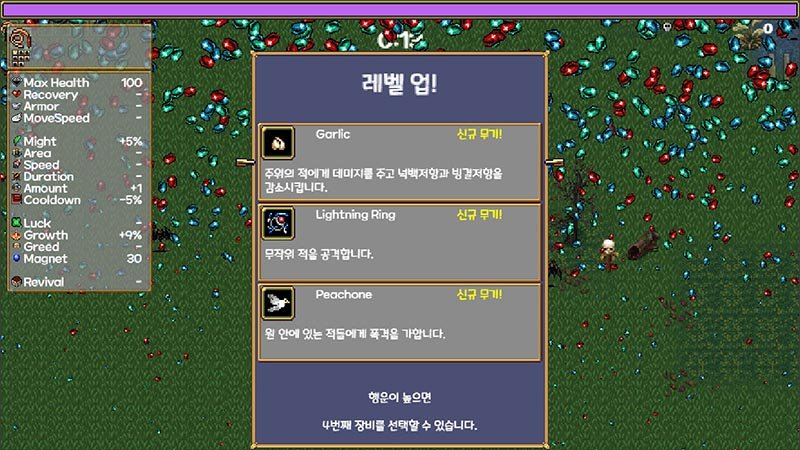 0
레벨 업!
Max Health 100
Recovery -
Armor -
MoveSpeed -
Might +5%
Area -
Speed -
Duration -
Amount +1
Cooldown -5%
Luck -
Growth +9%
Greed -
Magnet 30
Revival -
Garlic 신규 무기!
주위의 적에게 데미지를 주고 넉백저항과 빙결저항을
감소시킵니다.
Lightning Ring 신규 무기!
무작위 적을 공격합니다.
Peachone 신규 무기!
원 안에 있는 적들에게 폭격을 가합니다.
행운이 높으면
4번째 장비를 선택할 수 있습니다.